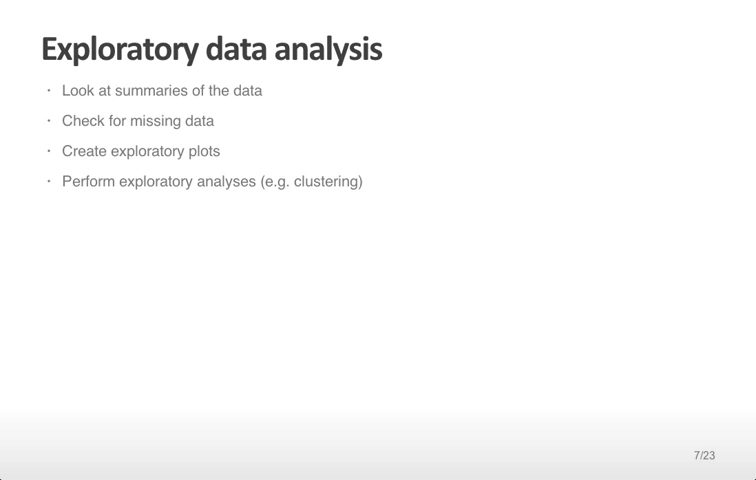 Exploratory data analysis
· Look at summaries of the data
· Check for missing data
· Create exploratory plots
· Perform exploratory analyses (e.g. clustering)
7/23